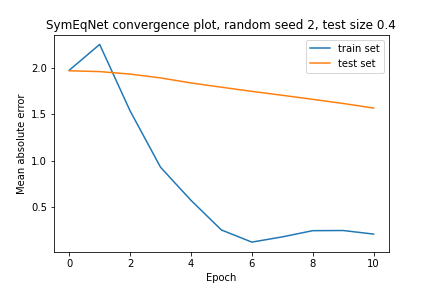 SymEqNet convergence plot, random seed 2, test size 0.4
train set
test set
2.0
1.5
1.0
0.5
Mean absolute error
0
2
4
6
8
10
Epoch